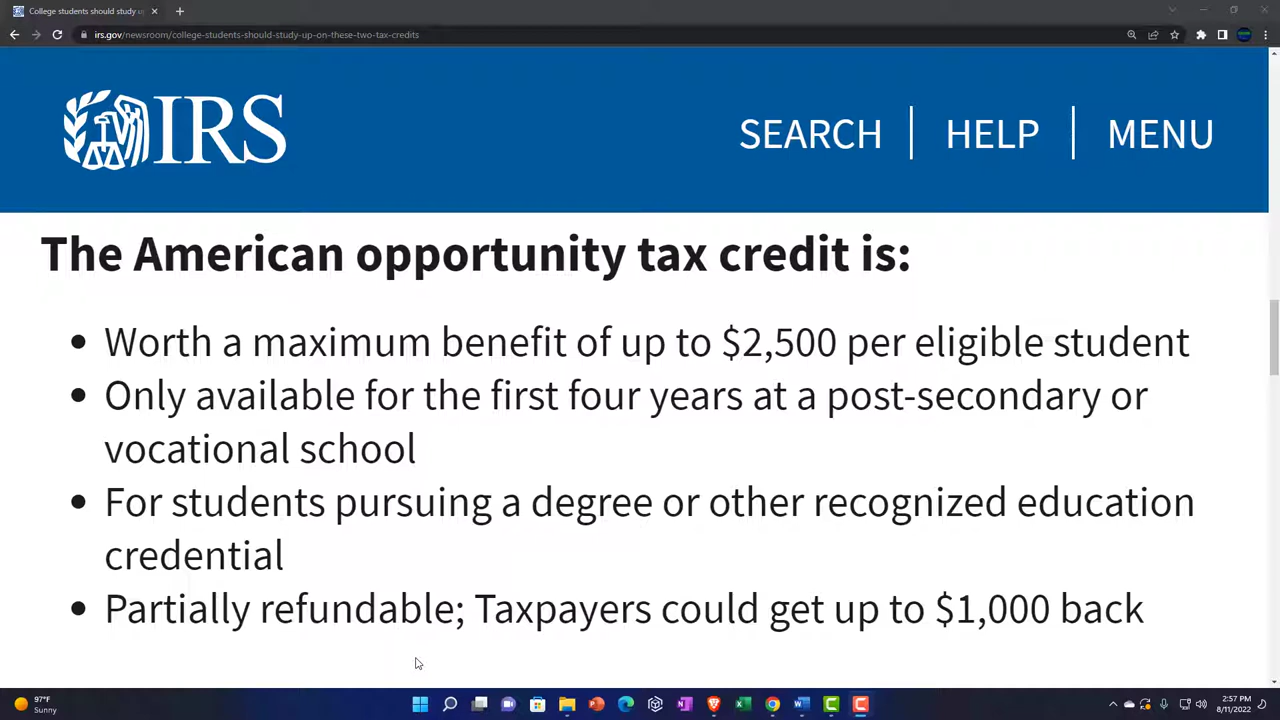 College students should study up
irs.gov/newsroom/college-students-should-study-up-on-these-two-tax-credits
IRS
SEARCH | HELP | MENU
The American opportunity tax credit is:
• Worth a maximum benefit of up to $2,500 per eligible student
• Only available for the first four years at a post-secondary or
vocational school
• For students pursuing a degree or other recognized education
credential
• Partially refundable; Taxpayers could get up to $1,000 back
97°F
Sunny
2:57 PM
8/11/2022